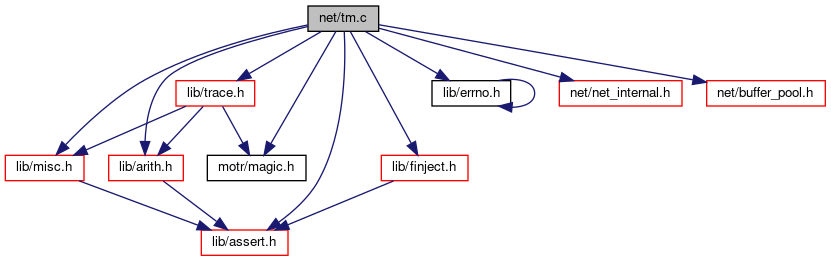 net/tm.c
lib/trace.h
lib/errno.h
net/net_internal.h
net/buffer_pool.h
lib/misc.h
lib/arith.h
motr/magic.h
lib/finject.h
lib/assert.h